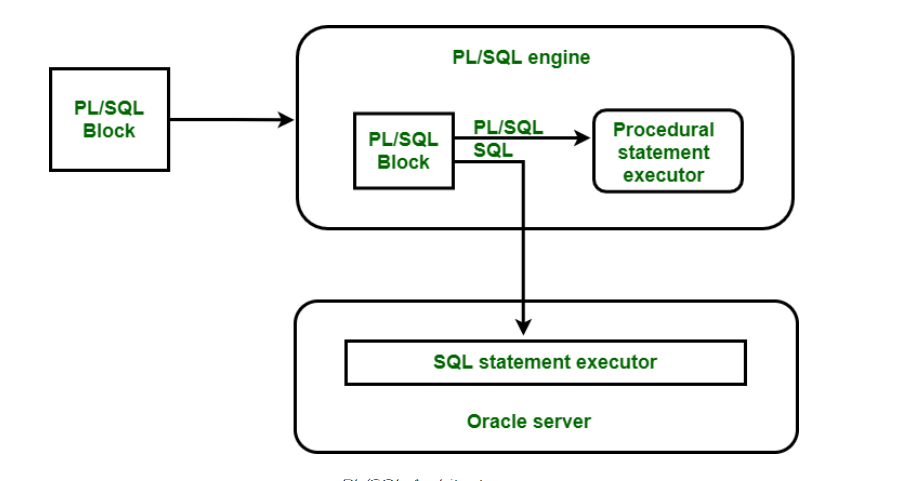 PL/SQL engine
PL/SQL
Block
PL/SQL
Block
PL/SQL
SQL
Procedural
statement
executor
SQL statement executor
Oracle server